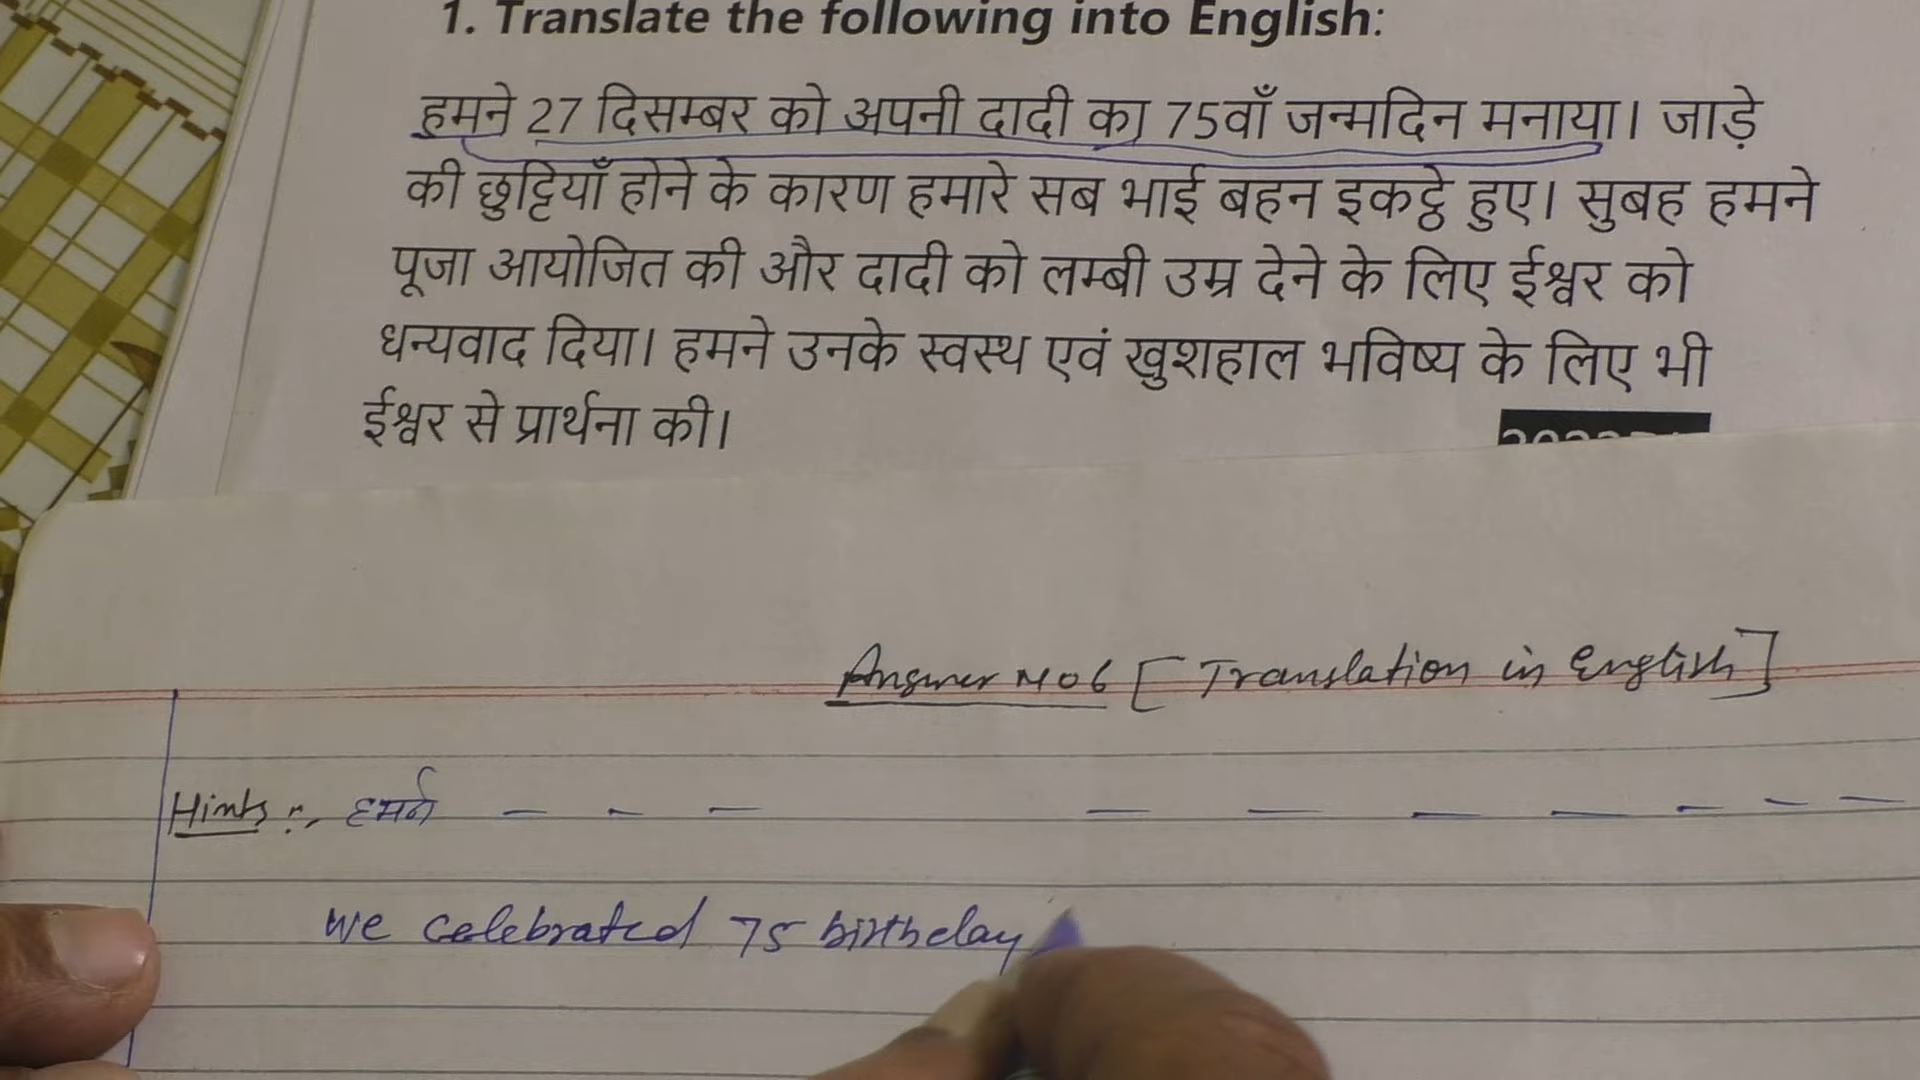 1. Translate the following into English:
हमने 27 दिसम्बर को अपनी दादी का 75वाँ जन्मदिन मनाया। जाड़े
की छुट्टियाँ होने के कारण हमारे सब भाई बहन इकट्ठे हुए। सुबह हमने
पूजा आयोजित की और दादी को लम्बी उम्र देने के लिए ईश्वर को
धन्यवाद दिया। हमने उनके स्वस्थ एवं खुशहाल भविष्य के लिए भी
ईश्वर से प्रार्थना की।
Answer No 6 [Translation in English]
Hints :- हमने - - - - - - - - - -
We celebrated 75 birthday